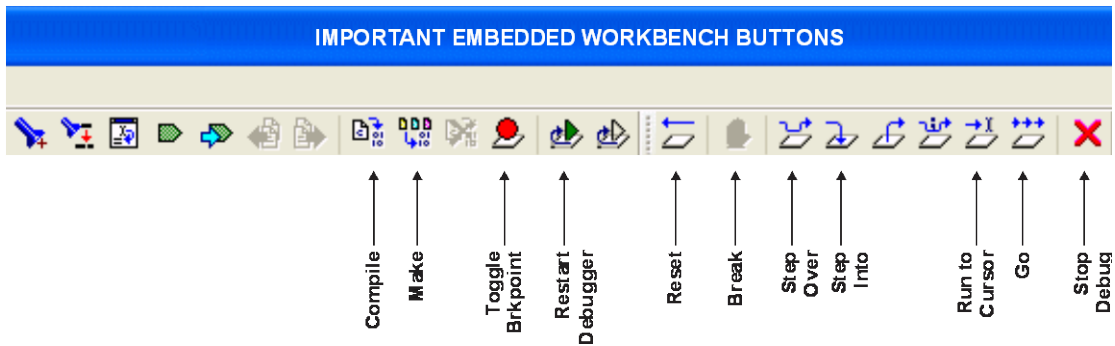 IMPORTANT EMBEDDED WORKBENCH BUTTONS
Compile
Make
Toggle
Brkpoint
Restart
Debugger
Reset
Break
Step
Over
Step
Into
Run to
Cursor
Go
Stop
Debug